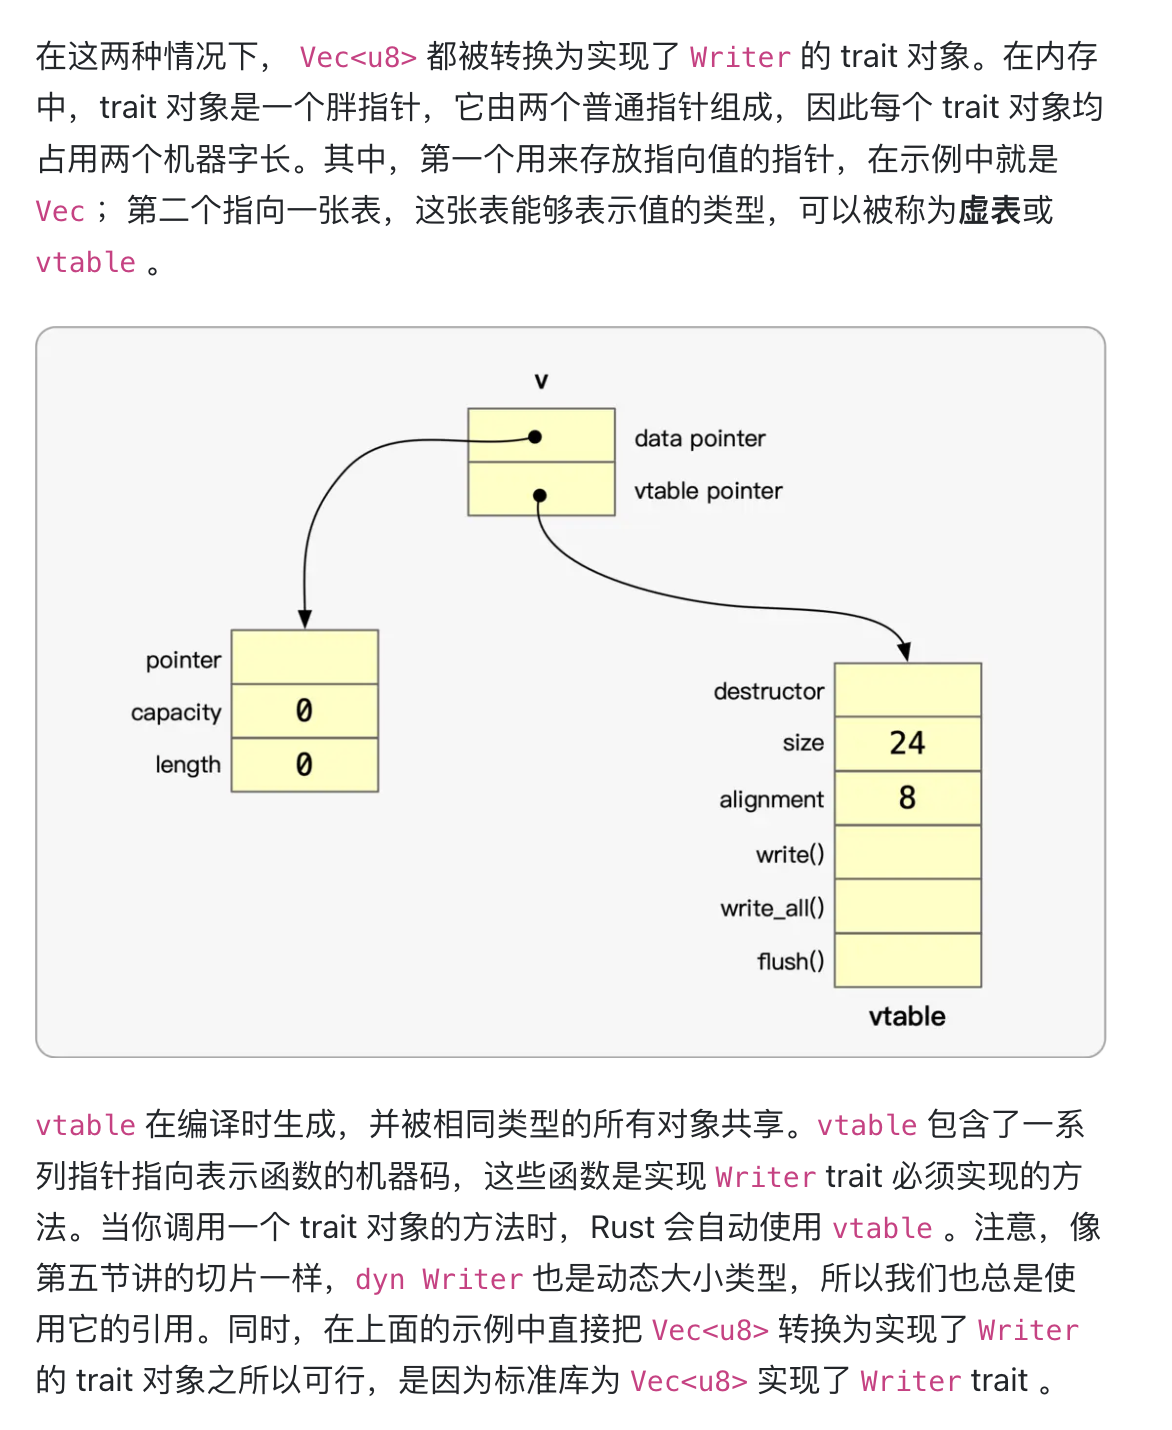 在这两种情况下， Vec<u8> 都被转换为实现了 Writer 的 trait 对象。在内存
中，trait 对象是一个胖指针，它由两个普通指针组成，因此每个 trait 对象均
占用两个机器字长。其中，第一个用来存放指向值的指针，在示例中就是
Vec ；第二个指向一张表，这张表能够表示值的类型，可以被称为虚表或
vtable 。
v
data pointer
vtable pointer
pointer
capacity 0
length 0
destructor
size 24
alignment 8
write()
write_all()
flush()
vtable
vtable 在编译时生成，并被相同类型的所有对象共享。vtable 包含了一系
列指针指向表示函数的机器码，这些函数是实现 Writer trait 必须实现的方
法。当你调用一个 trait 对象的方法时，Rust 会自动使用 vtable 。注意，像
第五节讲的切片一样，dyn Writer 也是动态大小类型，所以我们也总是使
用它的引用。同时，在上面的示例中直接把 Vec<u8> 转换为实现了 Writer
的 trait 对象之所以可行，是因为标准库为 Vec<u8> 实现了 Writer trait 。